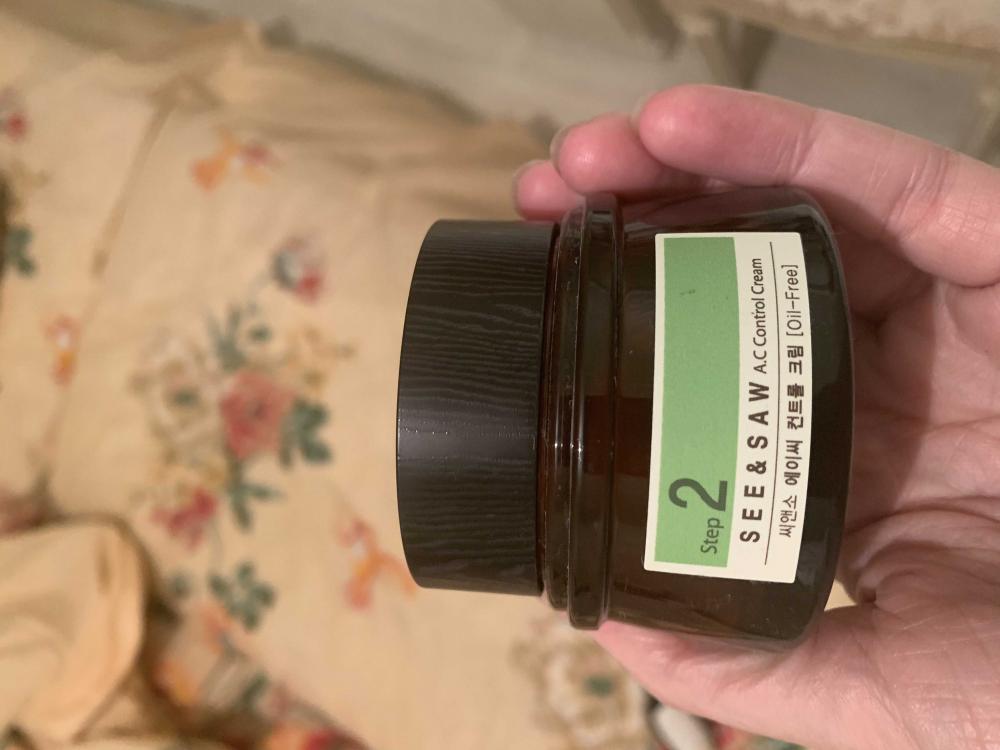 Step 2
SEE & SAW A.C Control Cream
씨앤소 에이씨 컨트롤 크림 [Oil-Free]